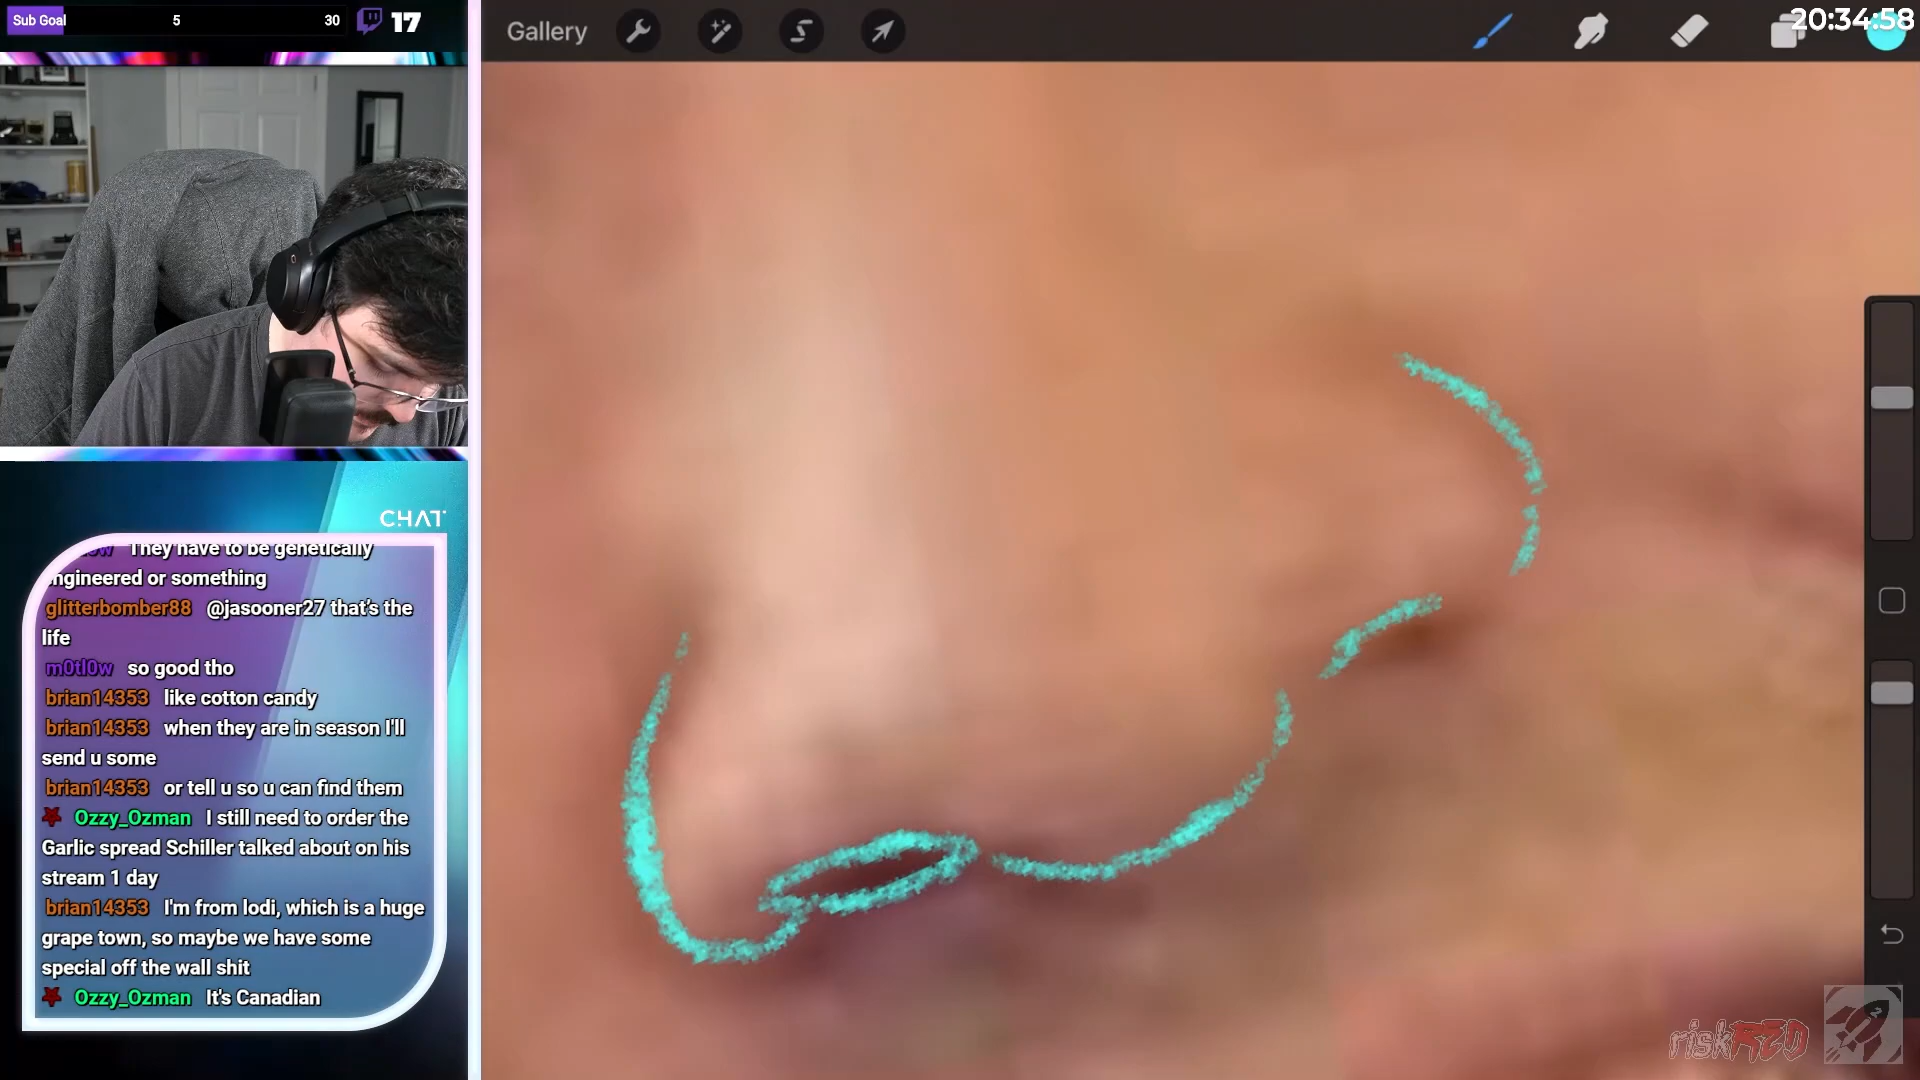 Sub Goal 5 30 17
Gallery
20:34:58
CHAT
They have to be genetically
engineered or something
glitterbomber88 @jasooner27 that's the
life
m0tl0w so good tho
brian14353 like cotton candy
brian14353 when they are in season I'll
send u some
brian14353 or tell u so u can find them
Ozzy_Ozman I still need to order the
Garlic spread Schiller talked about on his
stream 1 day
brian14353 I'm from lodi, which is a huge
grape town, so maybe we have some
special off the wall shit
Ozzy_Ozman It's Canadian
riskRED